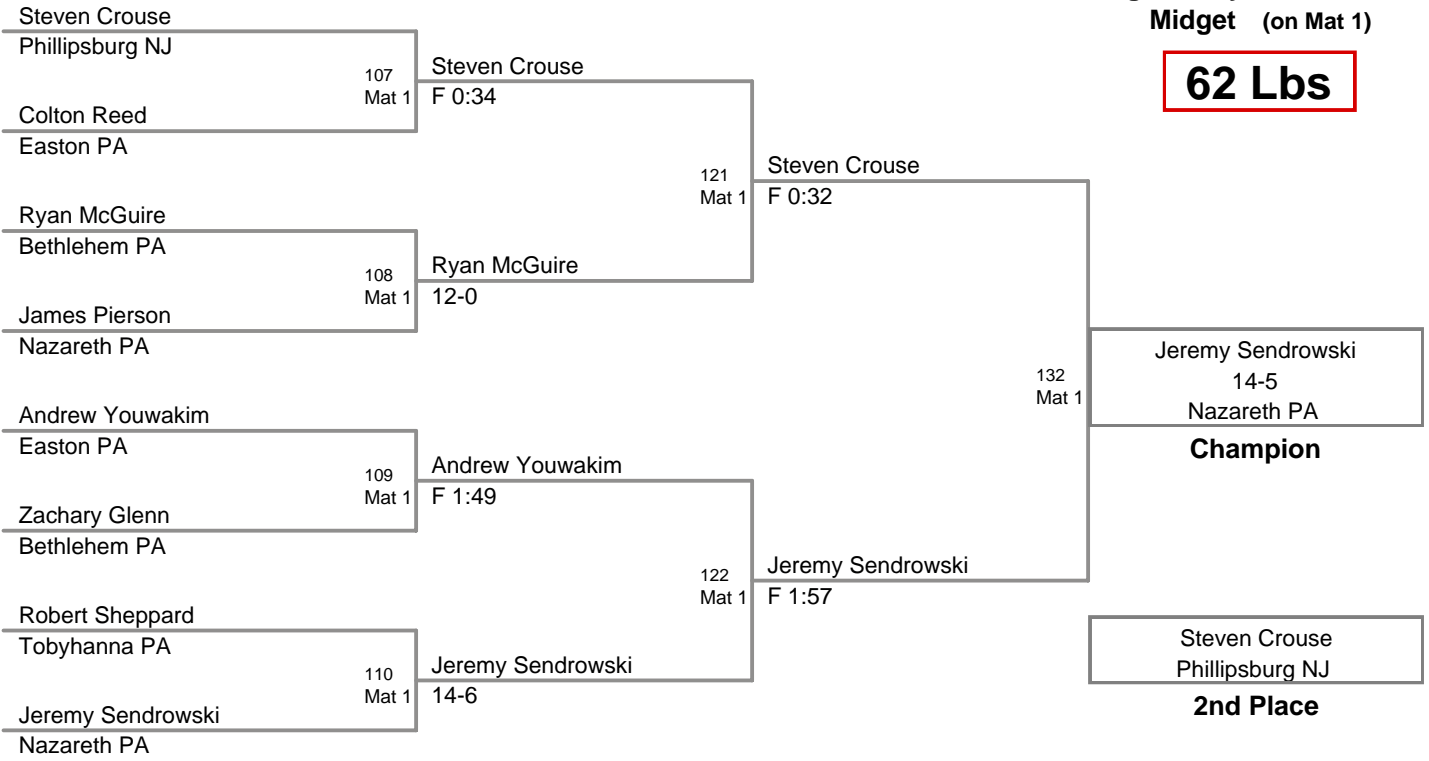 Midget (on Mat 1)
62 Lbs
Steven Crouse
Phillipsburg NJ
107
Mat 1
Steven Crouse
F 0:34
Colton Reed
Easton PA
121
Mat 1
Steven Crouse
F 0:32
Ryan McGuire
Bethlehem PA
108
Mat 1
Ryan McGuire
12-0
James Pierson
Nazareth PA
132
Mat 1
Jeremy Sendrowski
14-5
Nazareth PA
Champion
Andrew Youwakim
Easton PA
109
Mat 1
Andrew Youwakim
F 1:49
Zachary Glenn
Bethlehem PA
122
Mat 1
Jeremy Sendrowski
F 1:57
Robert Sheppard
Tobyhanna PA
110
Mat 1
Jeremy Sendrowski
14-6
Jeremy Sendrowski
Nazareth PA
Steven Crouse
Phillipsburg NJ
2nd Place